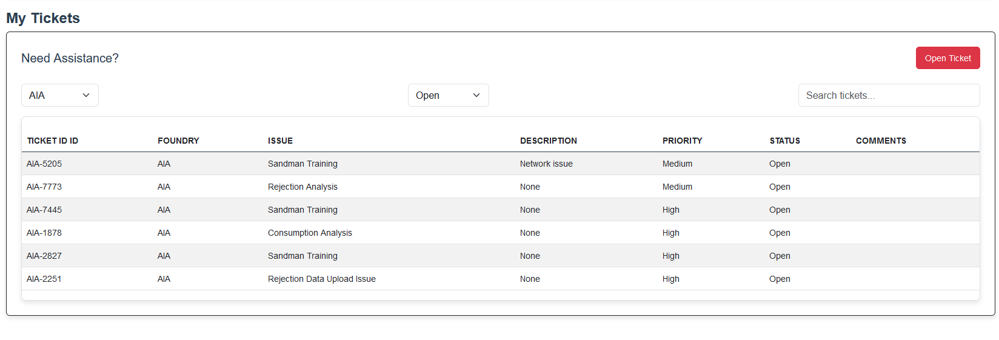 My Tickets
Need Assistance?
Open Ticket
AIA
Open
Search tickets...
TICKET ID ID FOUNDRY ISSUE DESCRIPTION PRIORITY STATUS COMMENTS
AIA-5205 AIA Sandman Training Network issue Medium Open
AIA-7773 AIA Rejection Analysis None Medium Open
AIA-7445 AIA Sandman Training None High Open
AIA-1878 AIA Consumption Analysis None High Open
AIA-2827 AIA Sandman Training None High Open
AIA-2251 AIA Rejection Data Upload Issue None High Open